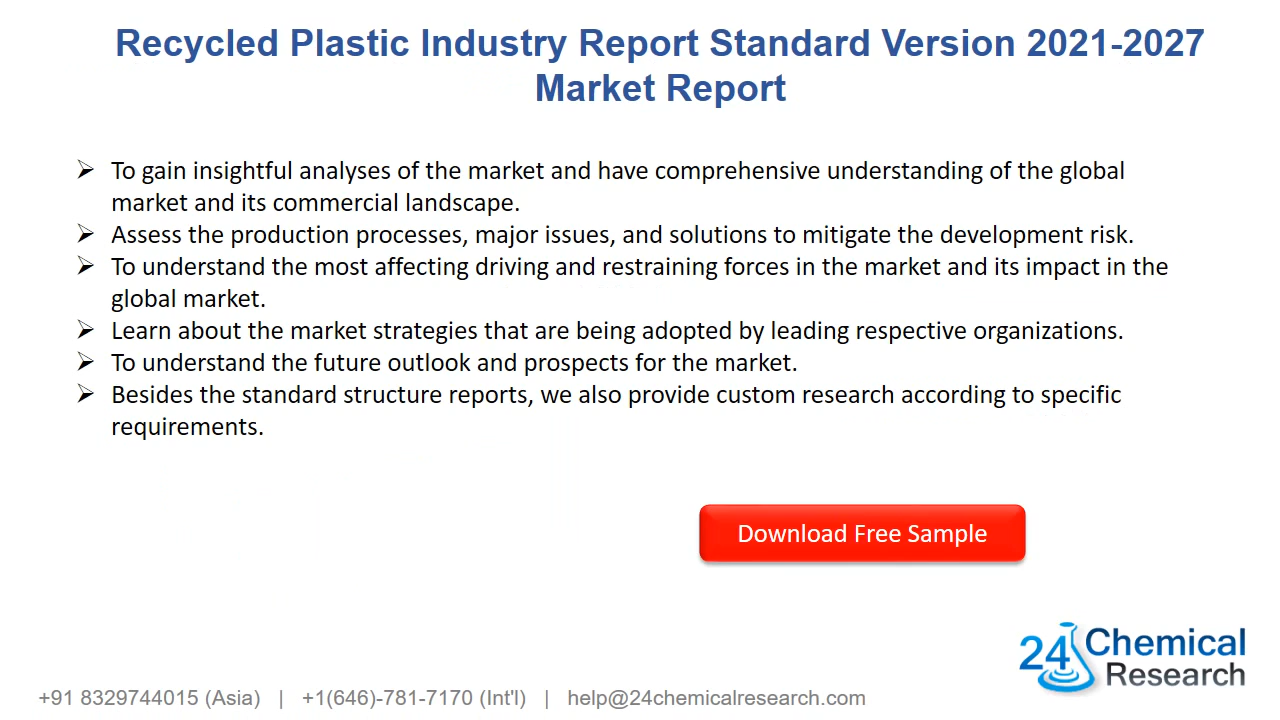 Recycled Plastic Industry Report Standard Version 2021-2027
Market Report
➢ To gain insightful analyses of the market and have comprehensive understanding of the global
market and its commercial landscape.
➢ Assess the production processes, major issues, and solutions to mitigate the development risk.
➢ To understand the most affecting driving and restraining forces in the market and its impact in the
global market.
➢ Learn about the market strategies that are being adopted by leading respective organizations.
➢ To understand the future outlook and prospects for the market.
➢ Besides the standard structure reports, we also provide custom research according to specific
requirements.
Download Free Sample
24 Chemical
Research
+91 8329744015 (Asia) | +1(646)-781-7170 (Int'l) | help@24chemicalresearch.com